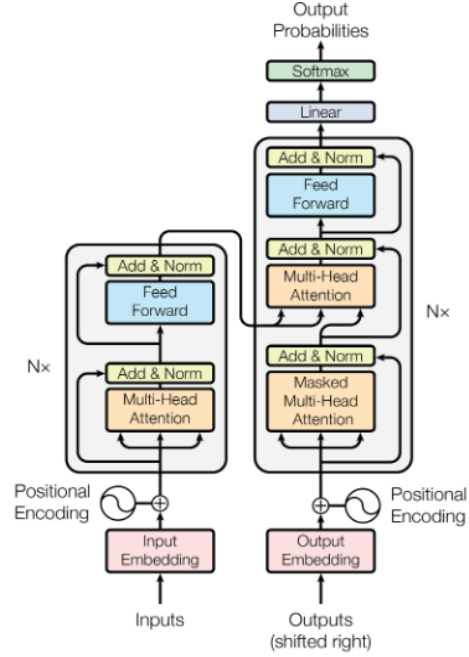 Output
Probabilities
Softmax
Linear
Add & Norm
Feed
Forward
Add & Norm
Multi-Head
Attention
Nx
Add & Norm
Masked
Multi-Head
Attention
Add & Norm
Feed
Forward
Nx
Add & Norm
Multi-Head
Attention
Positional
Encoding
Positional
Encoding
Input
Embedding
Output
Embedding
Inputs
Outputs
(shifted right)